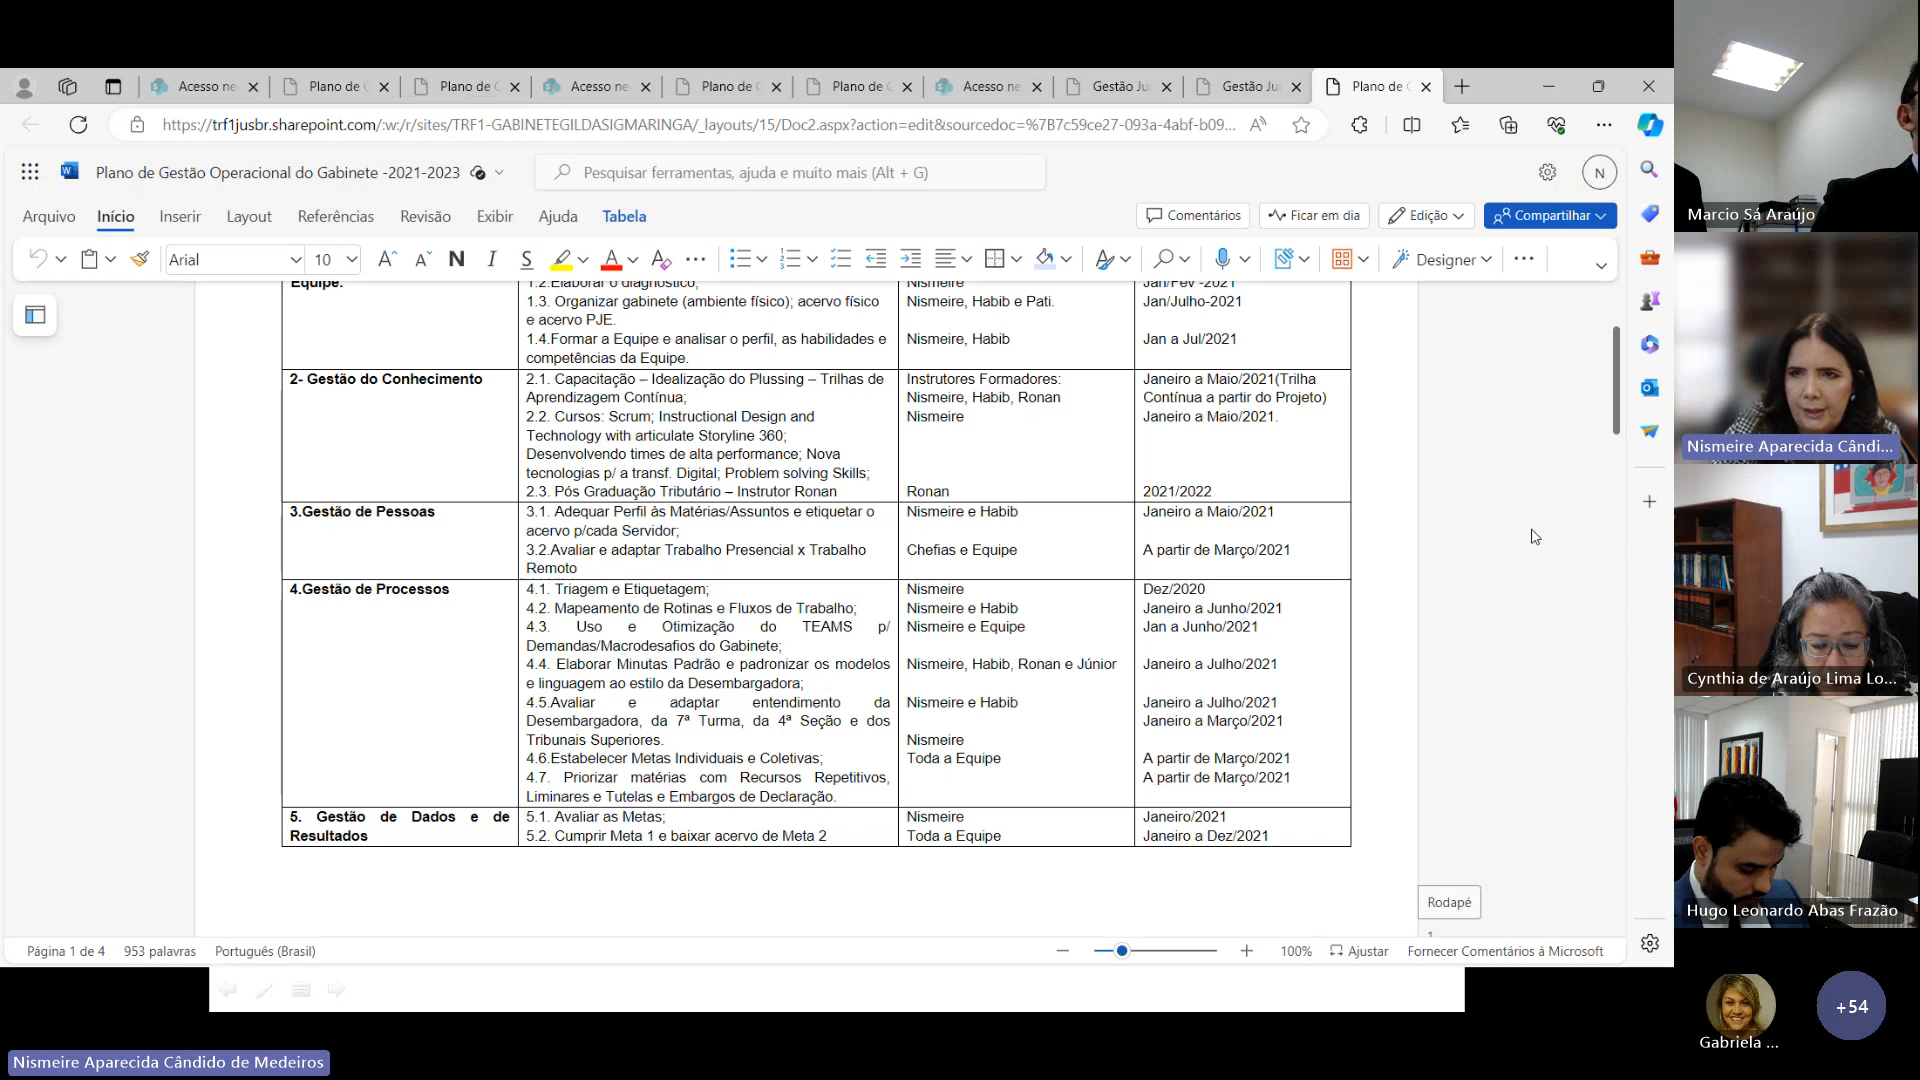 Acesso ne
Plano de C
Plano de C
Acesso ne
Plano de C
Plano de C
Acesso ne
Gestão Ju
Gestão Ju
Plano de C
https://trf1jusbr.sharepoint.com/:w:/r/sites/TRF1-GABINETEGILDASIGMARINGA/_layouts/15/Doc2.aspx?action=edit&sourcedoc=%7B7c59ce27-093a-4abf-b09...
Plano de Gestão Operacional do Gabinete -2021-2023
Pesquisar ferramentas, ajuda e muito mais (Alt + G)
N
Arquivo Início Inserir Layout Referências Revisão Exibir Ajuda Tabela
Comentários Ficar em dia Edição Compartilhar
Arial 10 N I S A Designer
Equipe.
1.2.Elaborar o diagnóstico;
Nismeire
Jan/Fev -2021
1.3. Organizar gabinete (ambiente físico); acervo físico
e acervo PJE.
Nismeire, Habib e Pati.
Jan/Julho-2021
1.4.Formar a Equipe e analisar o perfil, as habilidades e
competências da Equipe.
Nismeire, Habib
Jan a Jul/2021
2- Gestão do Conhecimento
2.1. Capacitação – Idealização do Plussing – Trilhas de
Aprendizagem Contínua;
2.2. Cursos: Scrum; Instructional Design and
Technology with articulate Storyline 360;
Desenvolvendo times de alta performance; Nova
tecnologias p/ a transf. Digital; Problem solving Skills;
2.3. Pós Graduação Tributário – Instrutor Ronan
Instrutores Formadores:
Nismeire, Habib, Ronan
Nismeire
Ronan
Janeiro a Maio/2021(Trilha
Contínua a partir do Projeto)
Janeiro a Maio/2021.
2021/2022
3.Gestão de Pessoas
3.1. Adequar Perfil às Matérias/Assuntos e etiquetar o
acervo p/cada Servidor;
3.2.Avaliar e adaptar Trabalho Presencial x Trabalho
Remoto
Nismeire e Habib
Chefias e Equipe
Janeiro a Maio/2021
A partir de Março/2021
4.Gestão de Processos
4.1. Triagem e Etiquetagem;
4.2. Mapeamento de Rotinas e Fluxos de Trabalho;
4.3. Uso e Otimização do TEAMS p/
Demandas/Macrodesafios do Gabinete;
4.4. Elaborar Minutas Padrão e padronizar os modelos
e linguagem ao estilo da Desembargadora;
4.5.Avaliar e adaptar entendimento da
Desembargadora, da 7ª Turma, da 4ª Seção e dos
Tribunais Superiores.
4.6.Estabelecer Metas Individuais e Coletivas;
4.7. Priorizar matérias com Recursos Repetitivos,
Liminares e Tutelas e Embargos de Declaração.
Nismeire
Nismeire e Habib
Nismeire e Equipe
Nismeire, Habib, Ronan e Júnior
Nismeire e Habib
Nismeire
Toda a Equipe
Dez/2020
Janeiro a Junho/2021
Jan a Junho/2021
Janeiro a Julho/2021
Janeiro a Julho/2021
Janeiro a Março/2021
A partir de Março/2021
A partir de Março/2021
5. Gestão de Dados e de
Resultados
5.1. Avaliar as Metas;
5.2. Cumprir Meta 1 e baixar acervo de Meta 2
Nismeire
Toda a Equipe
Janeiro/2021
Janeiro a Dez/2021
Rodapé
Página 1 de 4 953 palavras Português (Brasil)
100% Ajustar Fornecer Comentários à Microsoft
Marcio Sá Araújo
Nismeire Aparecida Cândi...
Cynthia de Araújo Lima Lo...
Hugo Leonardo Abas Frazão
Gabriela ...
+54
Nismeire Aparecida Cândido de Medeiros